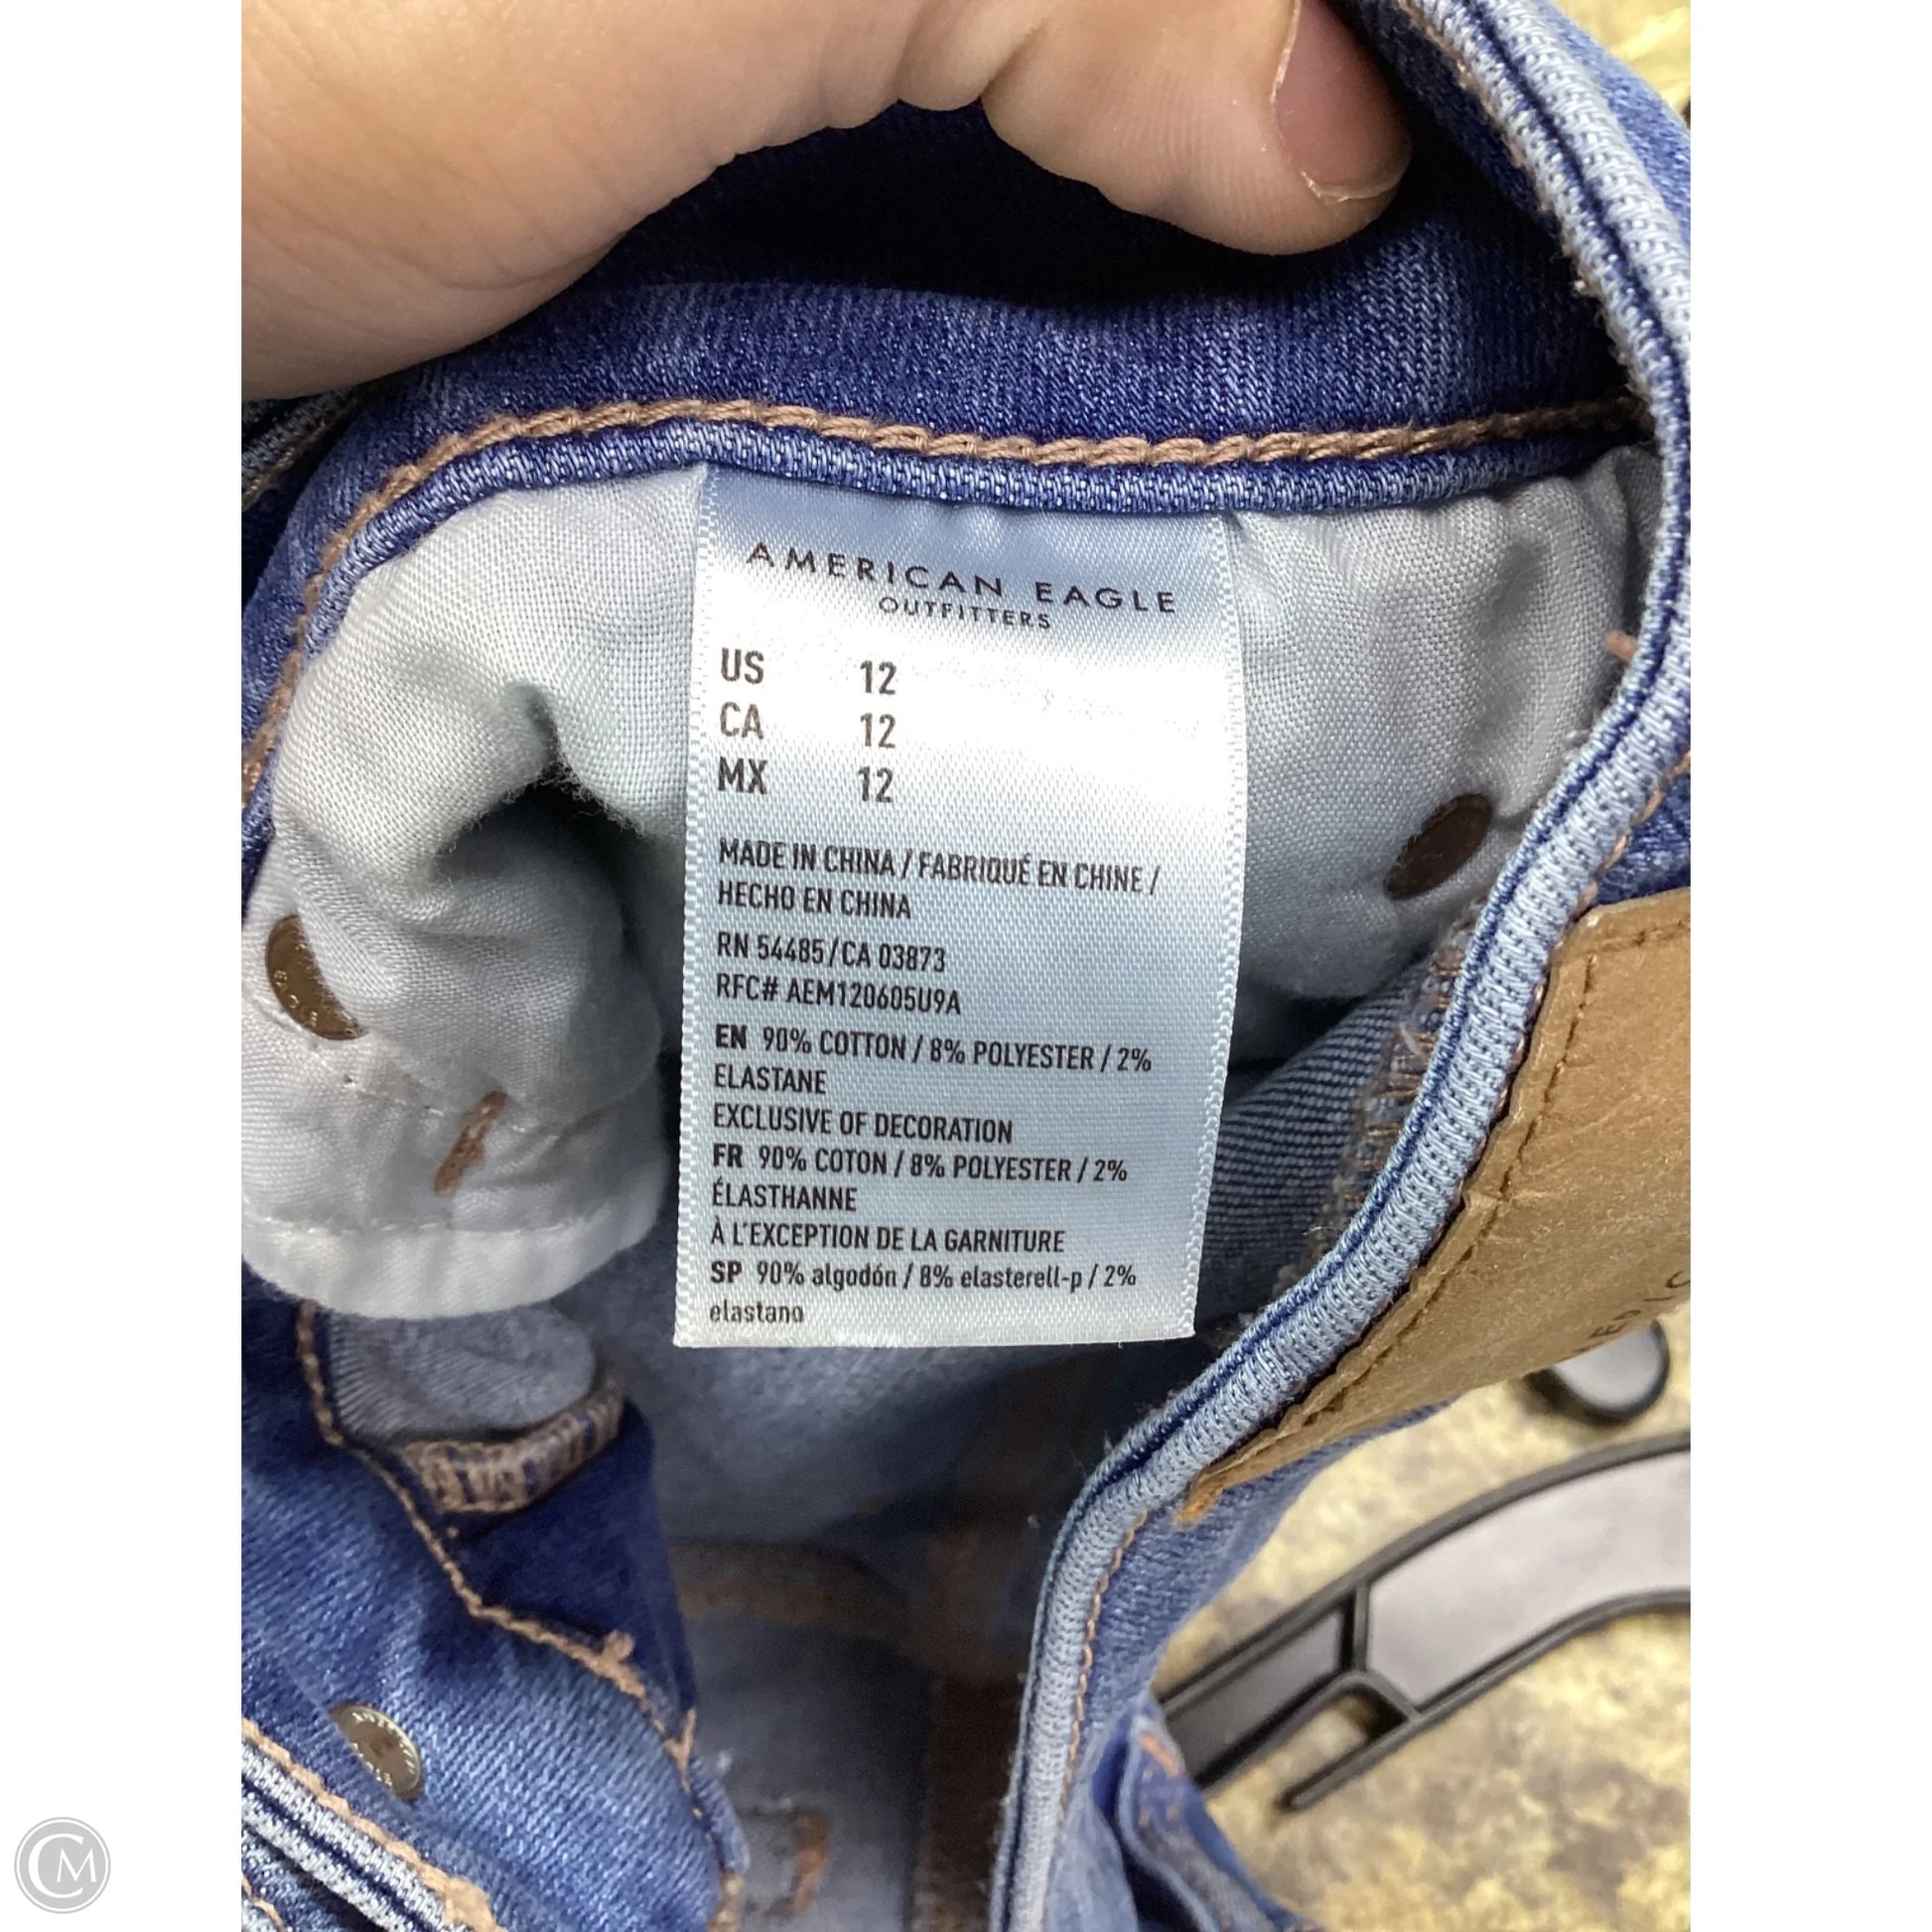 AMERICAN EAGLE
OUTFITTERS
US 12
CA 12
MX 12
MADE IN CHINA / FABRIQUÉ EN CHINE /
HECHO EN CHINA
RN 54485 / CA 03873
RFC# AEM120605U9A
EN 90% COTTON / 8% POLYESTER / 2%
ELASTANE
EXCLUSIVE OF DECORATION
FR 90% COTON / 8% POLYESTER / 2%
ÉLASTHANNE
À L'EXCEPTION DE LA GARNITURE
SP 90% algodón / 8% elasterell-p / 2%
elastano
CM